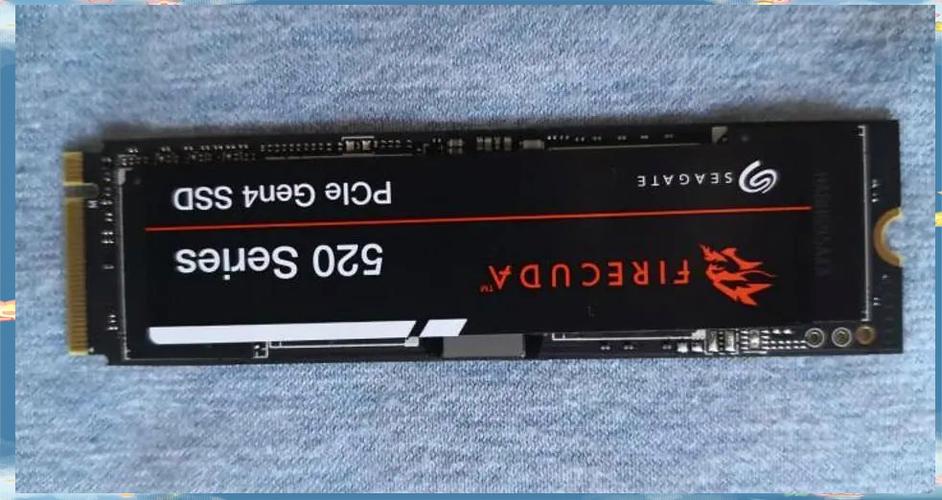 SEAGATE
PCIe Gen4 SSD
FIRECUDA™
520 Series